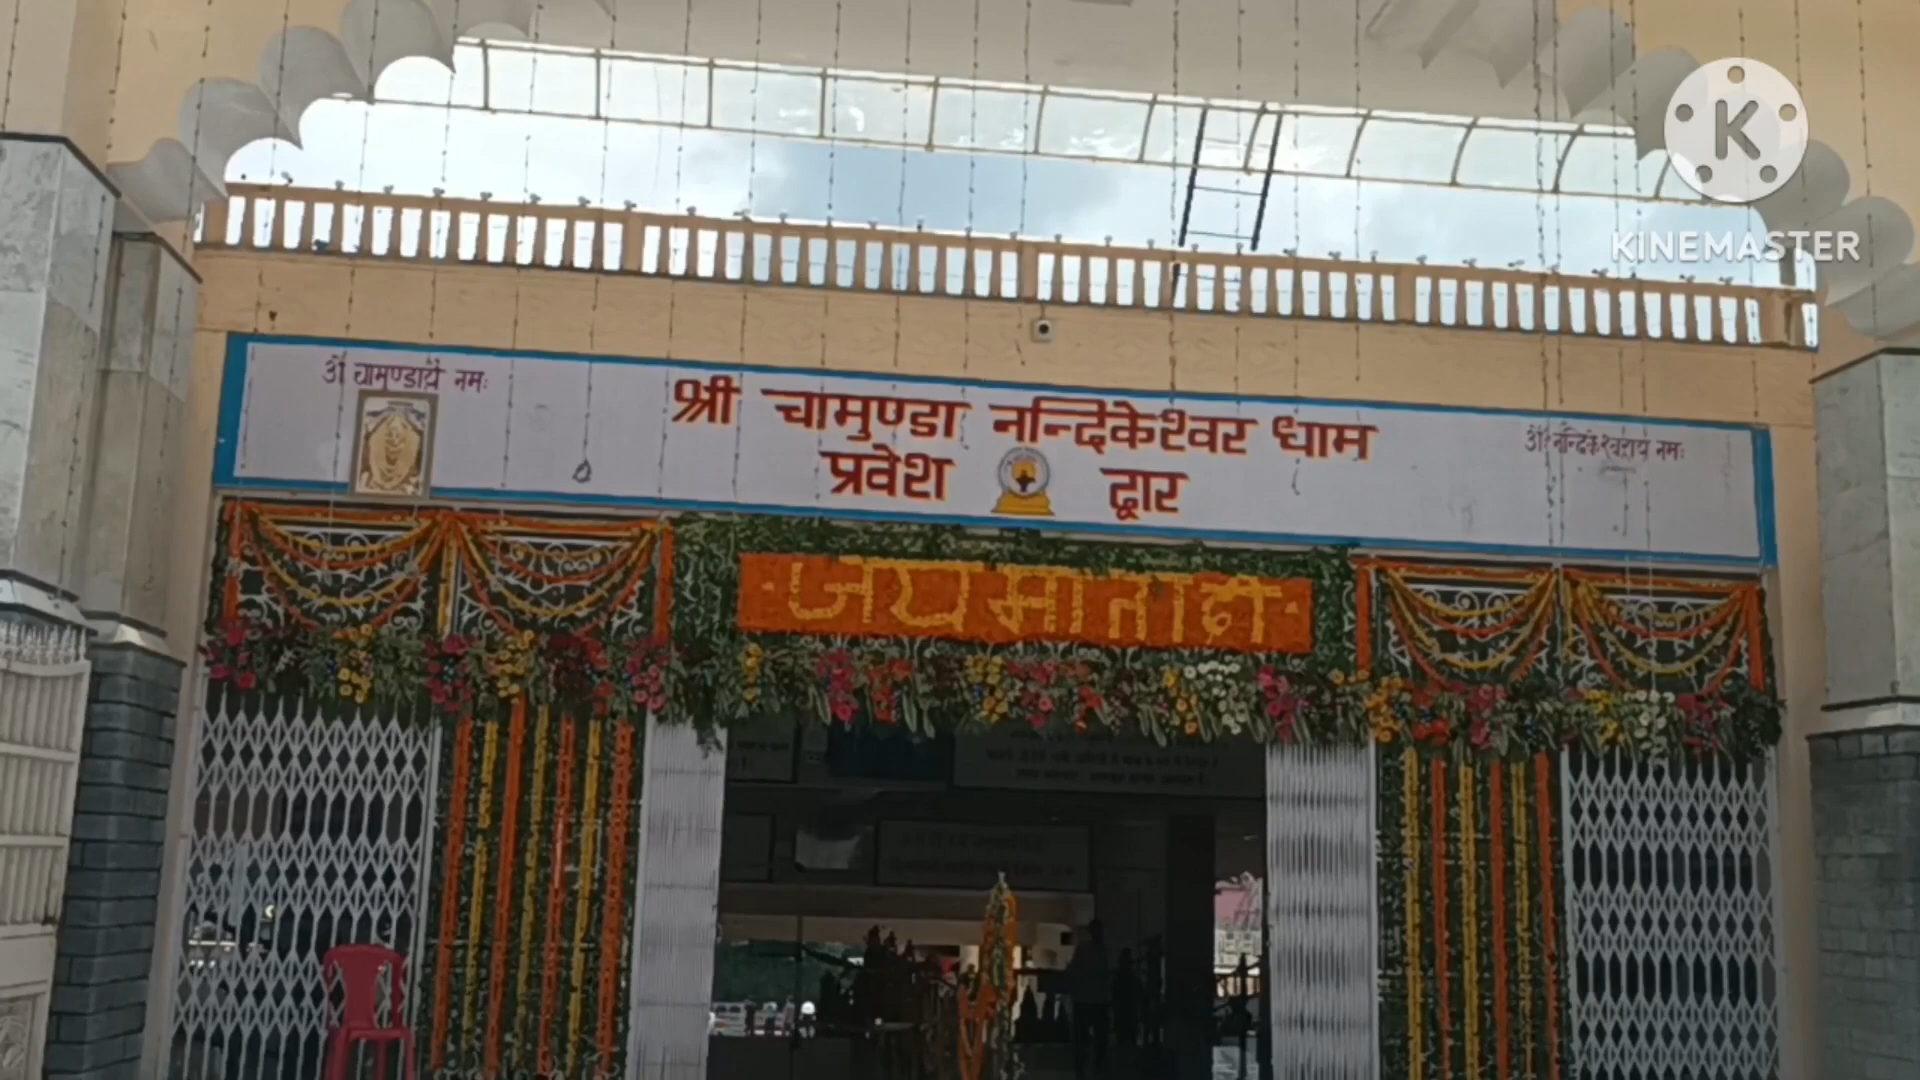 K
KINEMASTER
ॐ चामुण्डायै नमः
श्री चामुण्डा नन्दिकेश्वर धाम
ॐ नन्दिकेश्वराय नमः
प्रवेश द्वार
जय माता दी